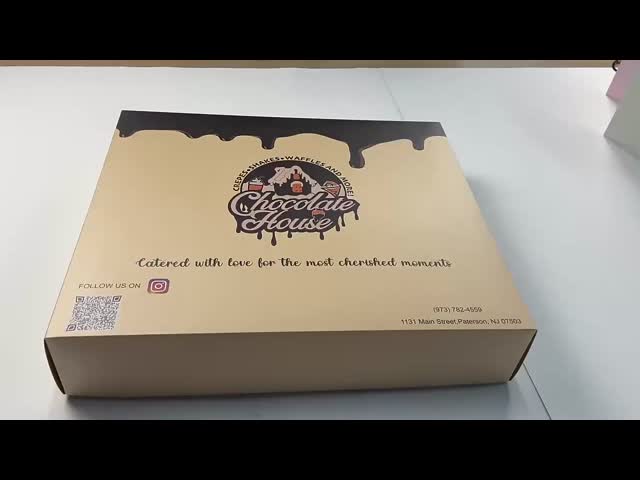 CREPES•SHAKES•WAFFLES AND MORE!
Chocolate
House
Catered with love for the most cherished moments
FOLLOW US ON
(973) 782-4559
1131 Main Street,Paterson, NJ 07503